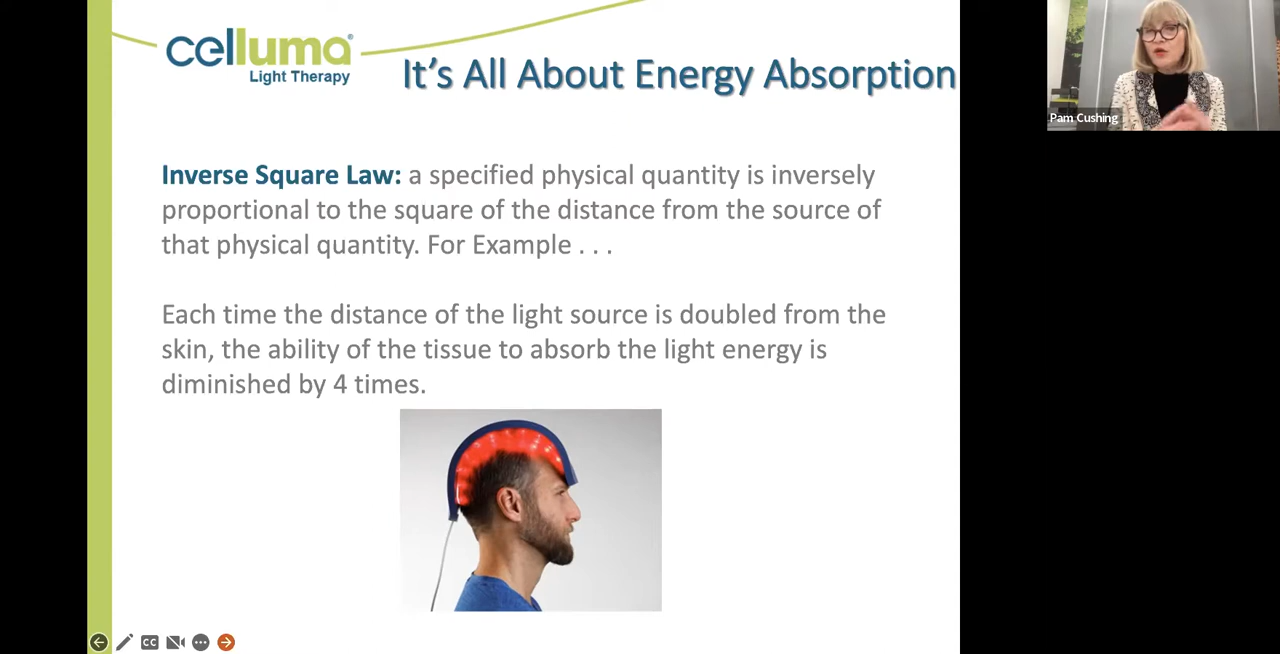 celluma®
Light Therapy
It's All About Energy Absorption
Pam Cushing
Inverse Square Law: a specified physical quantity is inversely
proportional to the square of the distance from the source of
that physical quantity. For Example . . .
Each time the distance of the light source is doubled from the
skin, the ability of the tissue to absorb the light energy is
diminished by 4 times.
CC